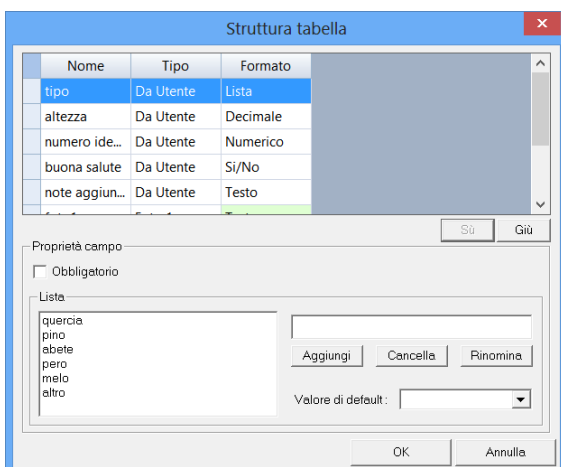 Struttura tabella
Nome Tipo Formato
tipo Da Utente Lista
altezza Da Utente Decimale
numero ide... Da Utente Numerico
buona salute Da Utente Si/No
note aggiun... Da Utente Testo
Sù Giù
Proprietà campo
Obbligatorio
Lista
quercia
pino
abete
pero
melo
altro
Aggiungi Cancella Rinomina
Valore di default :
OK Annulla